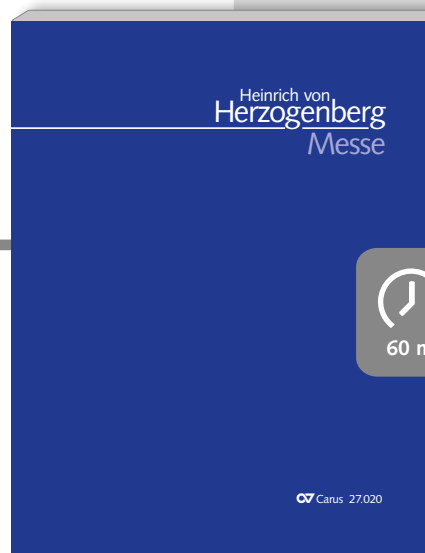 Heinrich von
Herzogenberg
Messe
60 m
Carus 27.020